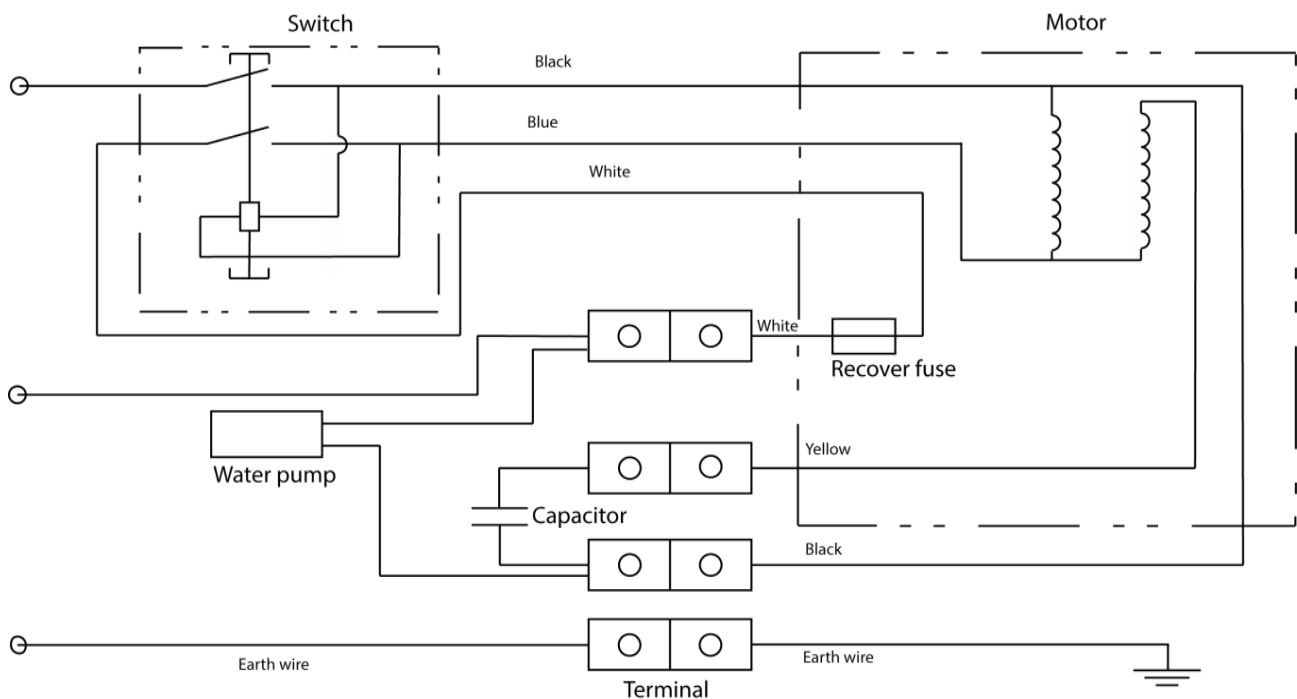 Switch
Motor
Black
Blue
White
White
Recover fuse
Water pump
Yellow
Capacitor
Black
Earth wire
Earth wire
Terminal